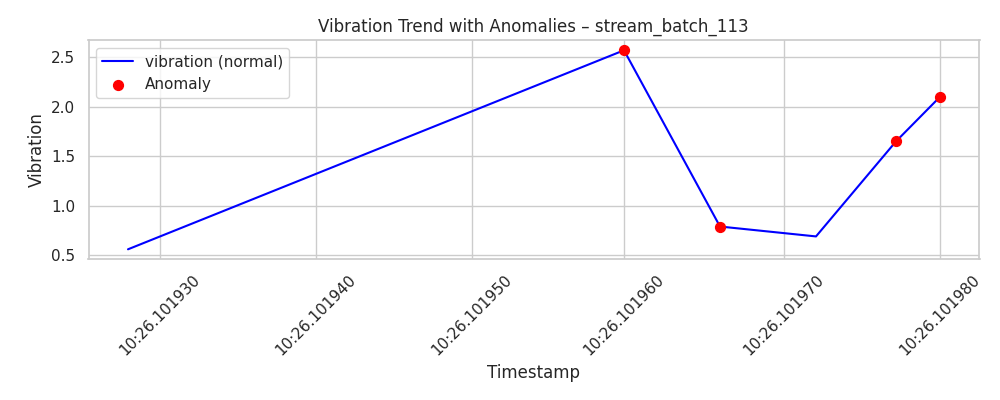 Vibration Trend with Anomalies – stream_batch_113
vibration (normal)
Anomaly
Vibration
2.5
2.0
1.5
1.0
0.5
10:26.101930
10:26.101940
10:26.101950
10:26.101960
10:26.101970
10:26.101980
Timestamp